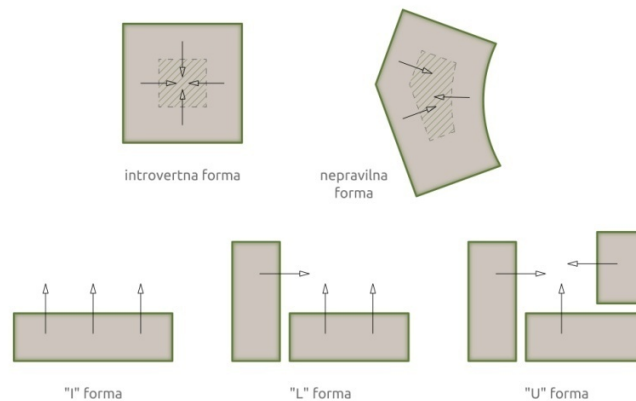 introvertna forma
nepravilna
forma
"I" forma
"L" forma
"U" forma